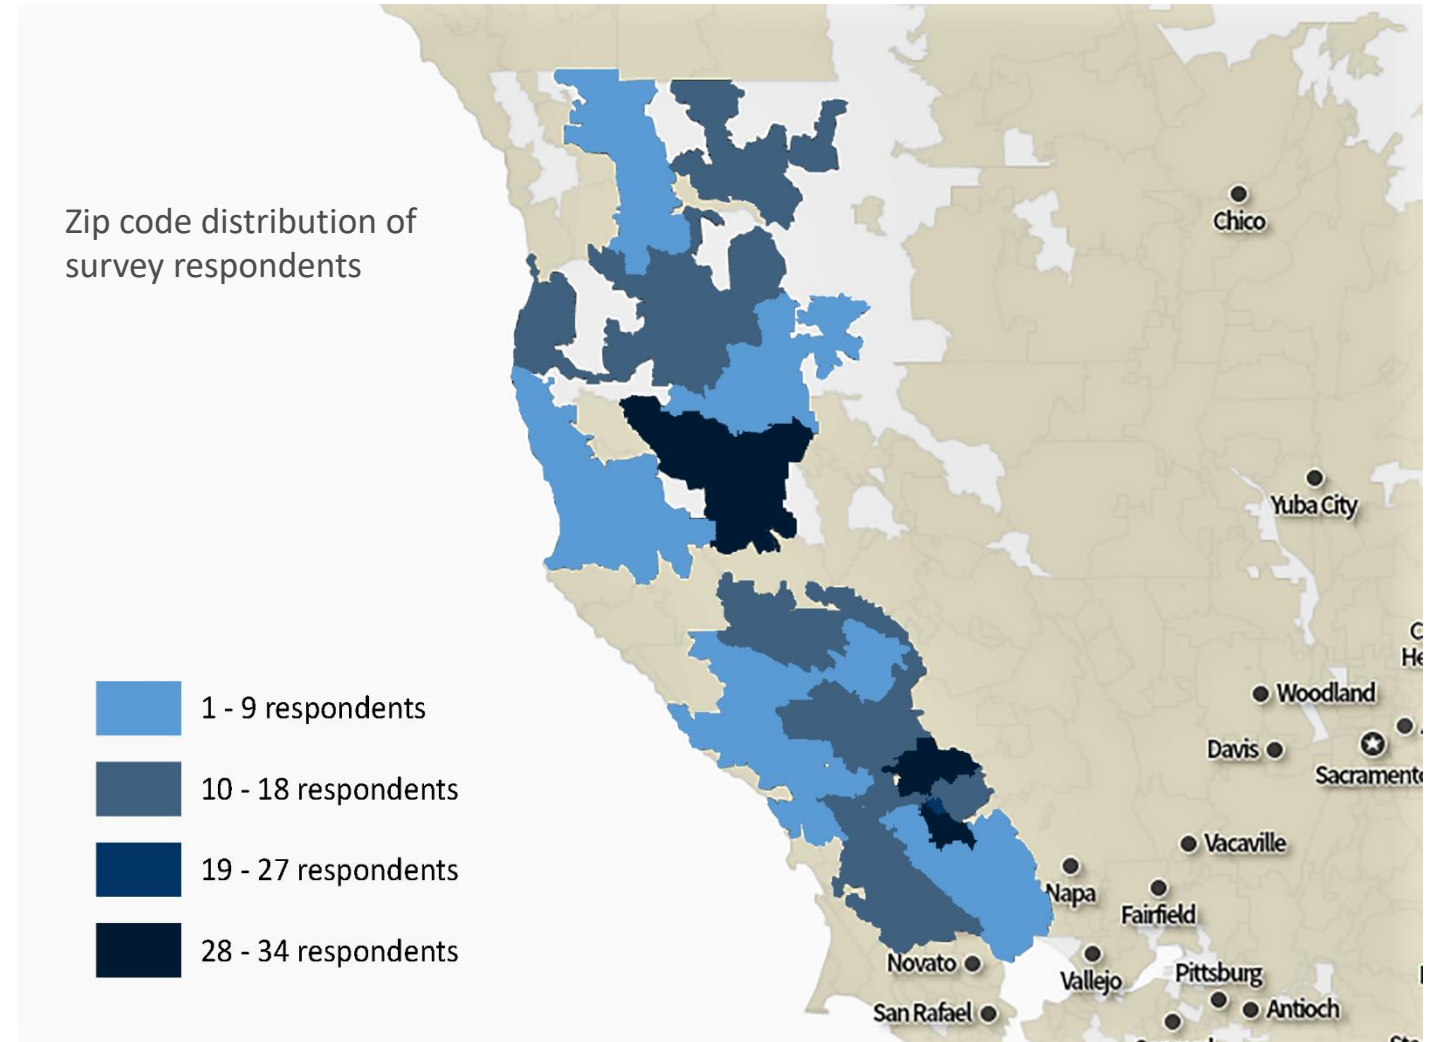 Zip code distribution of
survey respondents
1 - 9 respondents
10 - 18 respondents
19 - 27 respondents
28 - 34 respondents
Chico
Yuba City
Woodland
Davis
Sacramento
Vacaville
Napa
Fairfield
Novato
Vallejo
Pittsburg
San Rafael
Antioch